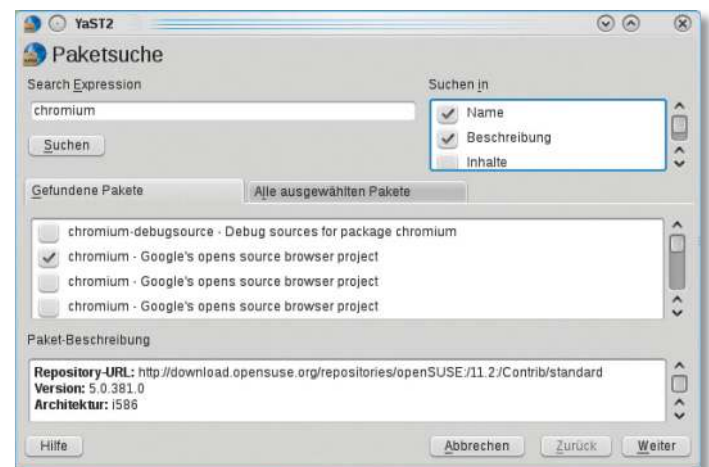 YaST2
Paketsuche
Search Expression
Suchen in
chromium
Name
Beschreibung
Inhalte
Suchen
Gefundene Pakete
Alle ausgewählten Pakete
chromium-debugsource - Debug sources for package chromium
chromium - Google's opens source browser project
chromium - Google's opens source browser project
chromium - Google's opens source browser project
Paket-Beschreibung
Repository-URL: http://download.opensuse.org/repositories/openSUSE:/11.2:/Contrib/standard
Version: 5.0.381.0
Architektur: i586
Hilfe
Abbrechen
Zurück
Weiter